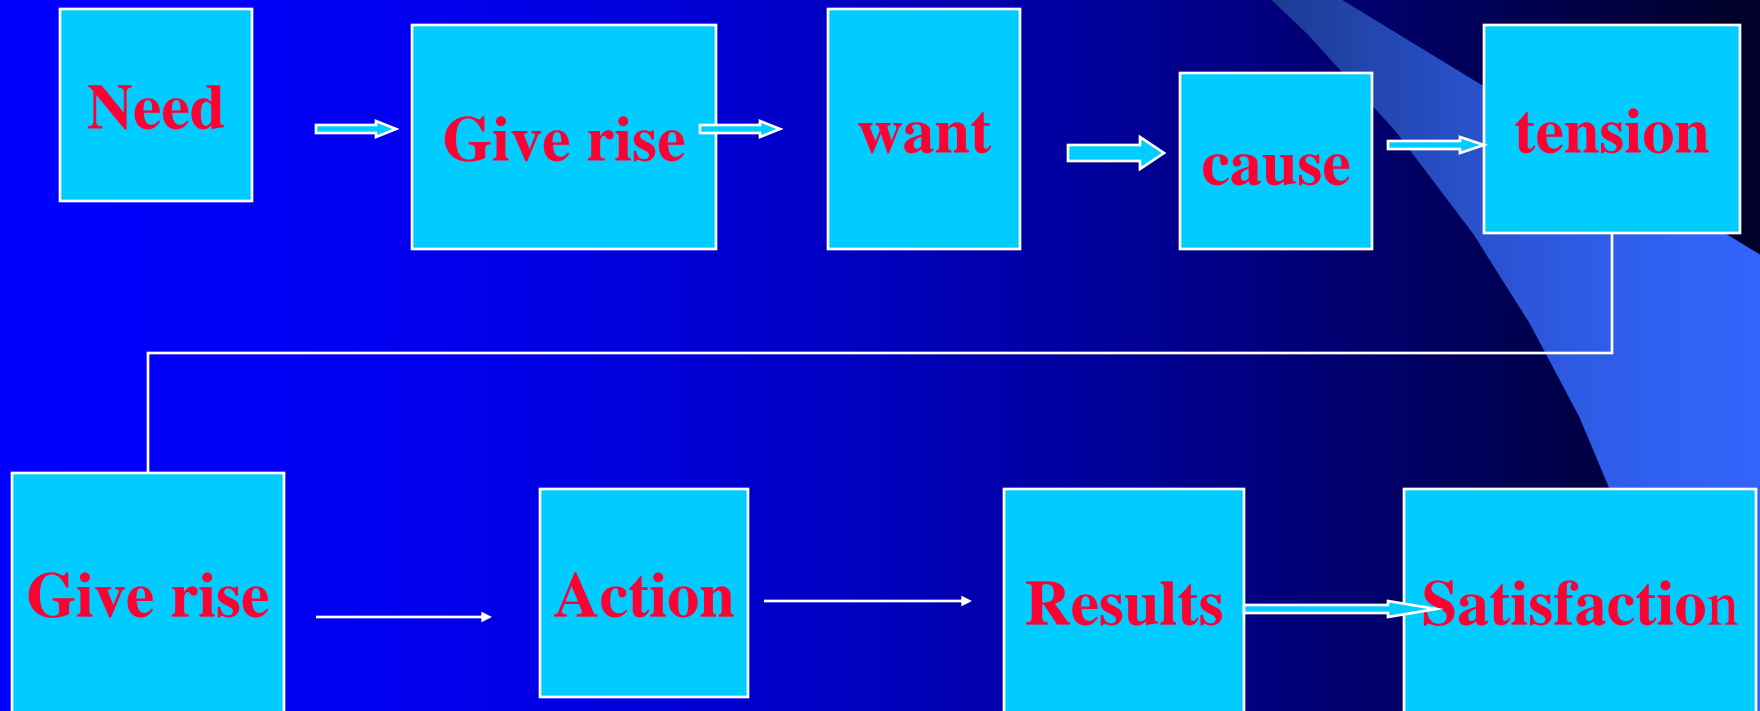 Need
Give rise
want
cause
tension
Give rise
Action
Results
Satisfaction